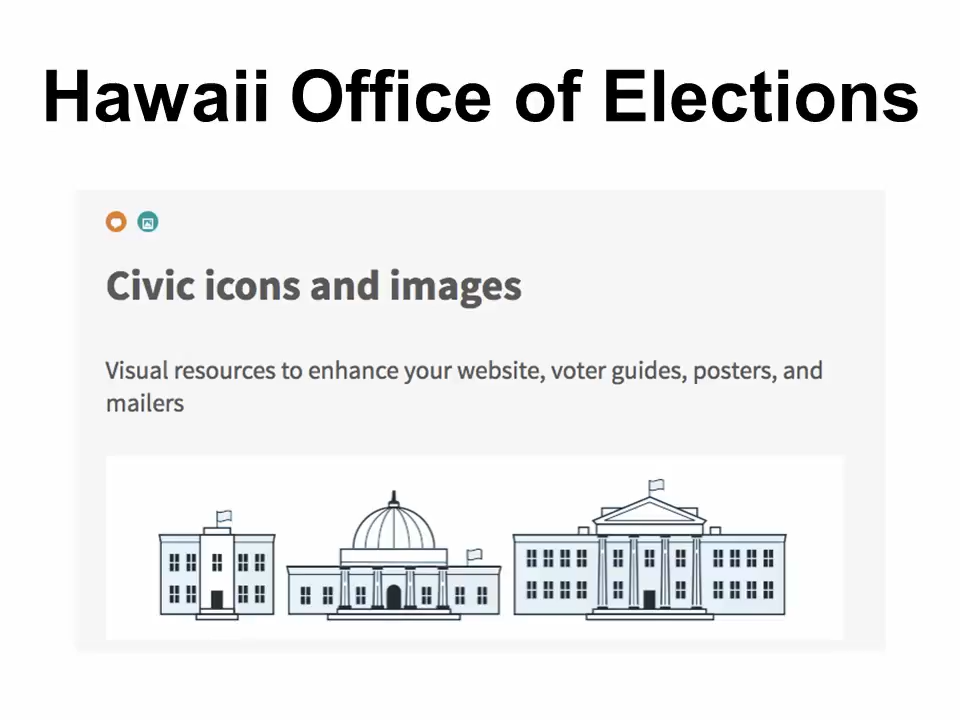 Hawaii Office of Elections
Civic icons and images
Visual resources to enhance your website, voter guides, posters, and
mailers